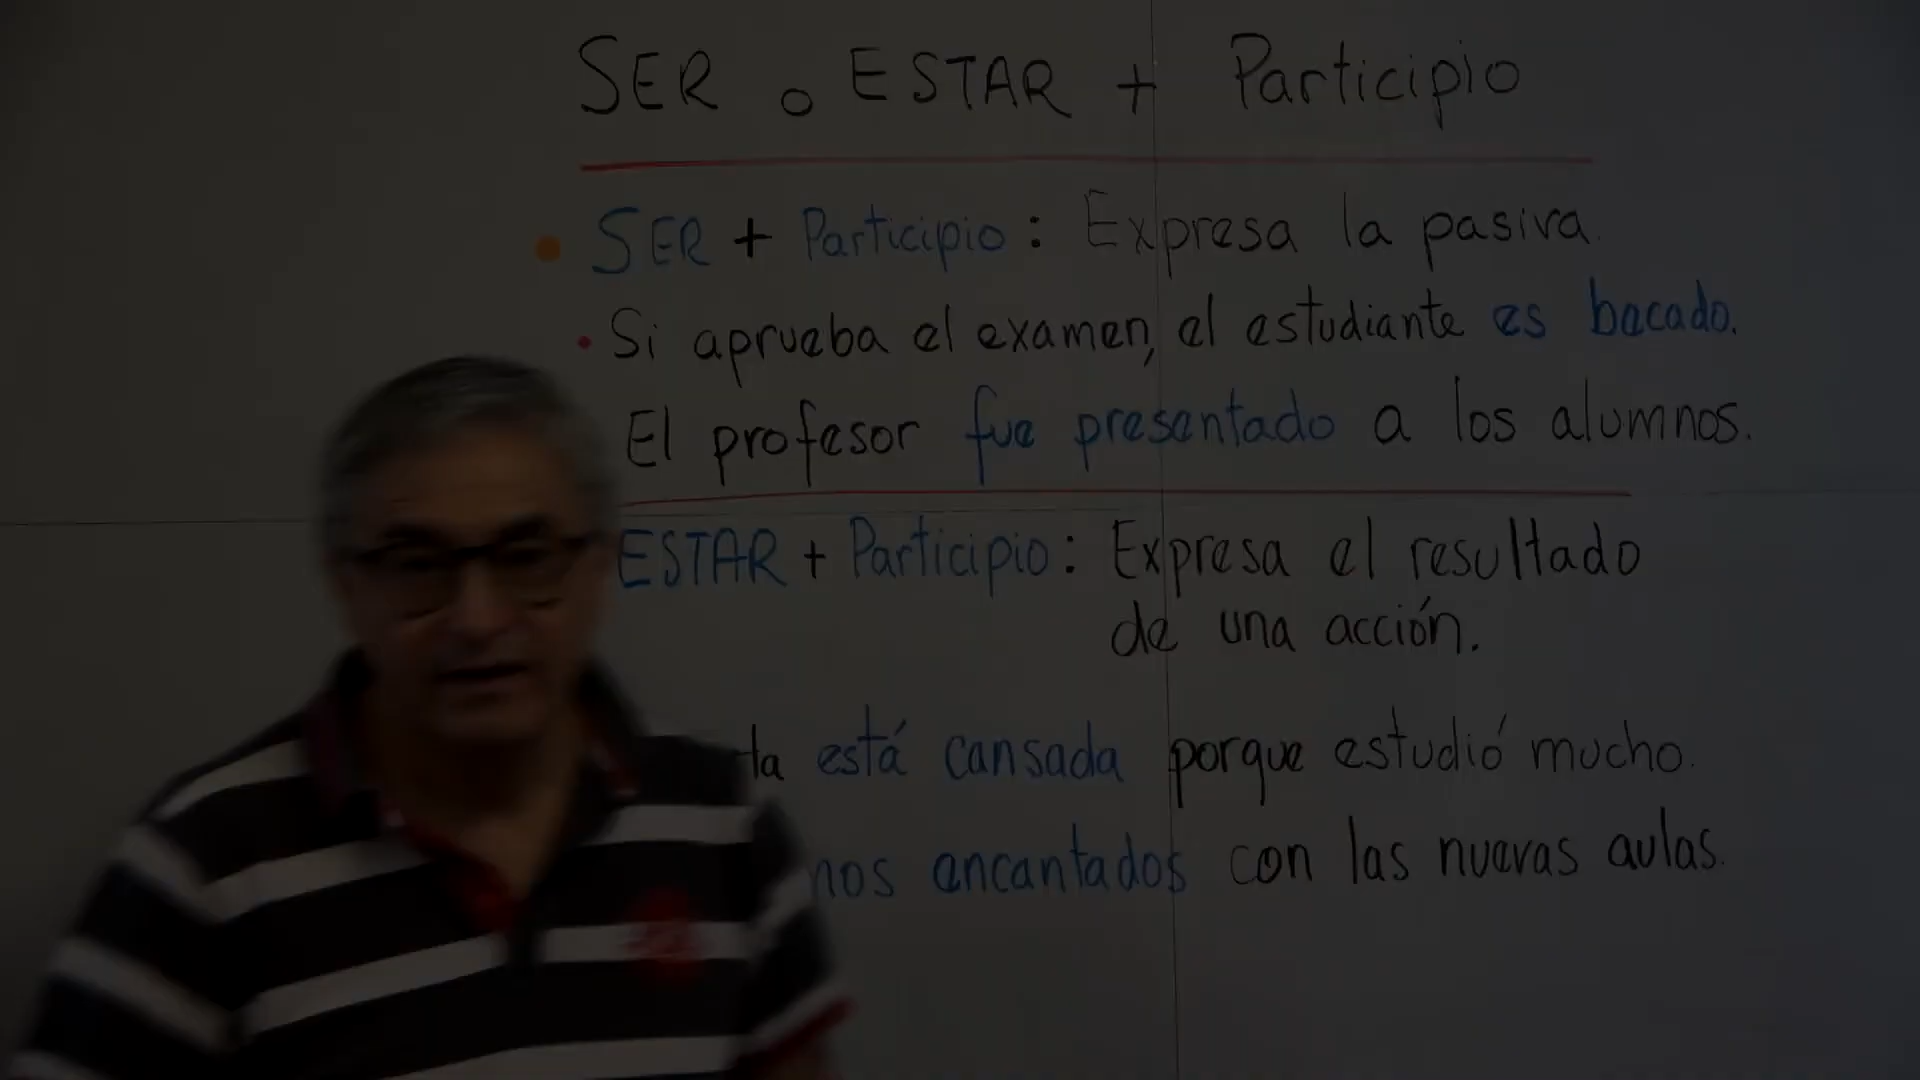 SER o ESTAR + Participio
SER + Participio: Expresa la pasiva.
Si aprueba el examen, el estudiante es becado.
El profesor fue presentado a los alumnos.
ESTAR + Participio: Expresa el resultado
de una acción.
está cansada porque estudió mucho.
encantados con las nuevas aulas.